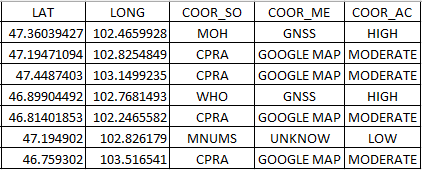 LAT LONG COOR_SO COOR_ME COOR_AC
47.36039427 102.4659928 MOH GNSS HIGH
47.19471094 102.8254849 CPRA GOOGLE MAP MODERATE
47.4487403 103.1499235 CPRA GOOGLE MAP MODERATE
46.89904492 102.7681493 WHO GNSS HIGH
46.81401853 102.2465582 CPRA GOOGLE MAP MODERATE
47.194902 102.826179 MNUMS UNKNOW LOW
46.759302 103.516541 CPRA GOOGLE MAP MODERATE